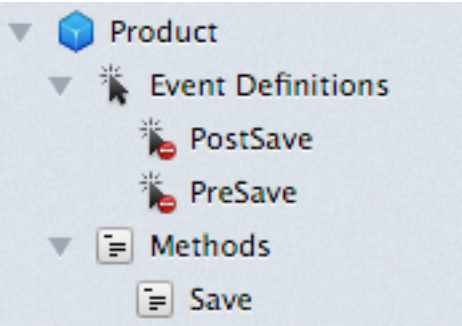 Product
Event Definitions
PostSave
PreSave
Methods
Save